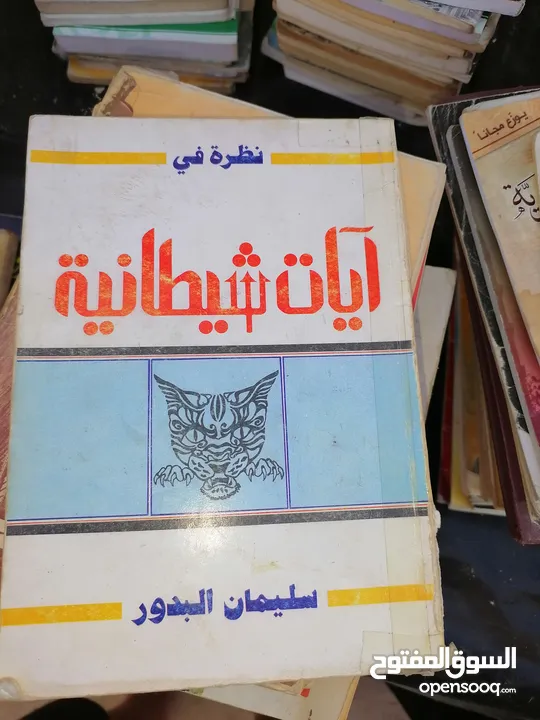 نظرة في
آيات شيطانية
سليمان البدور
يوزع مجانا
السوق المفتوح
opensooq.com